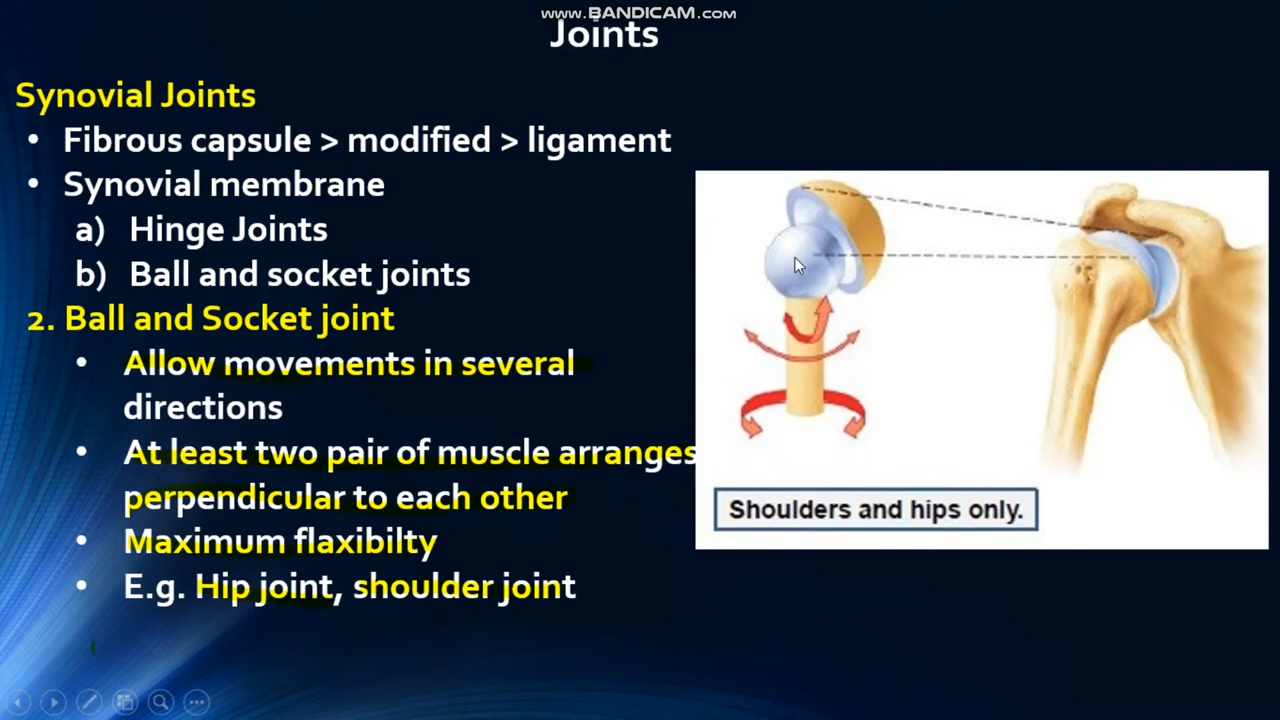 www.BANDICAM.com
Joints
Synovial Joints
• Fibrous capsule > modified > ligament
• Synovial membrane
a) Hinge Joints
b) Ball and socket joints
2. Ball and Socket joint
• Allow movements in several
directions
• At least two pair of muscle arranges
perpendicular to each other
• Maximum flaxibilty
• E.g. Hip joint, shoulder joint
Shoulders and hips only.